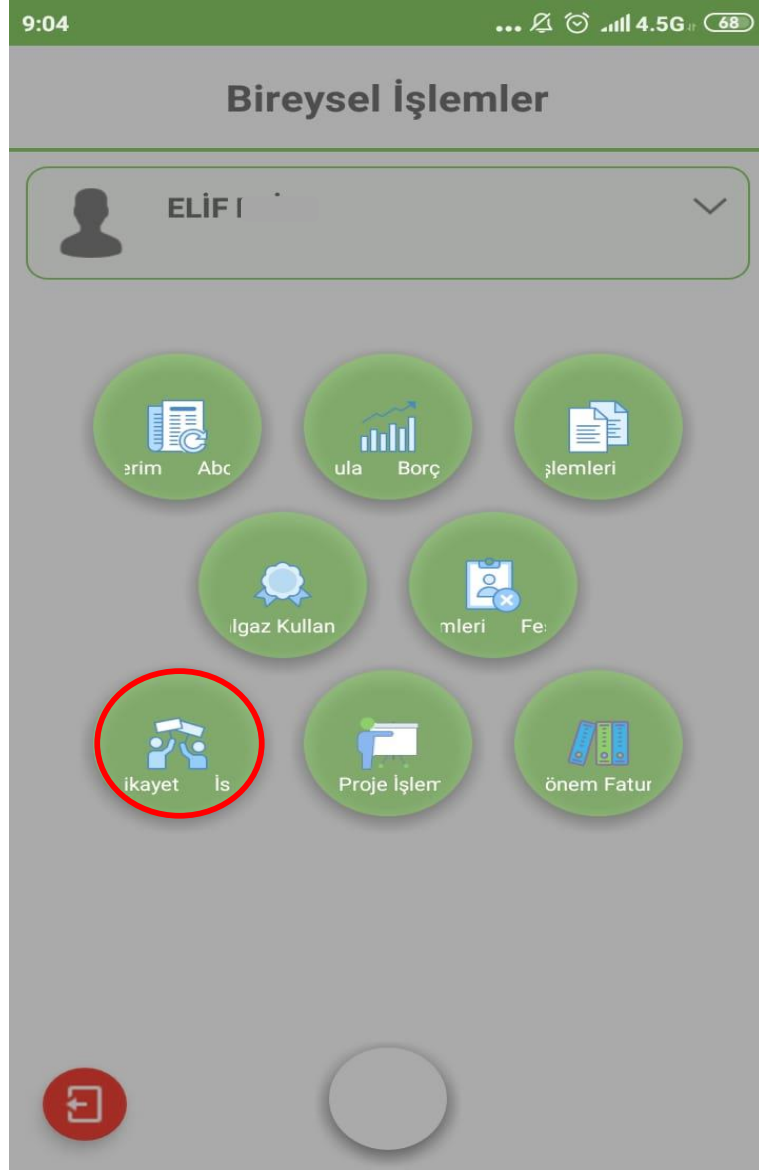 9:04 ... 4.5G 68
Bireysel İşlemler
ELİF
erim Abo
ula Borç
şlemleri
lgaz Kullan
mleri Fe
ikayet İs
Proje İşlem
önem Fatur